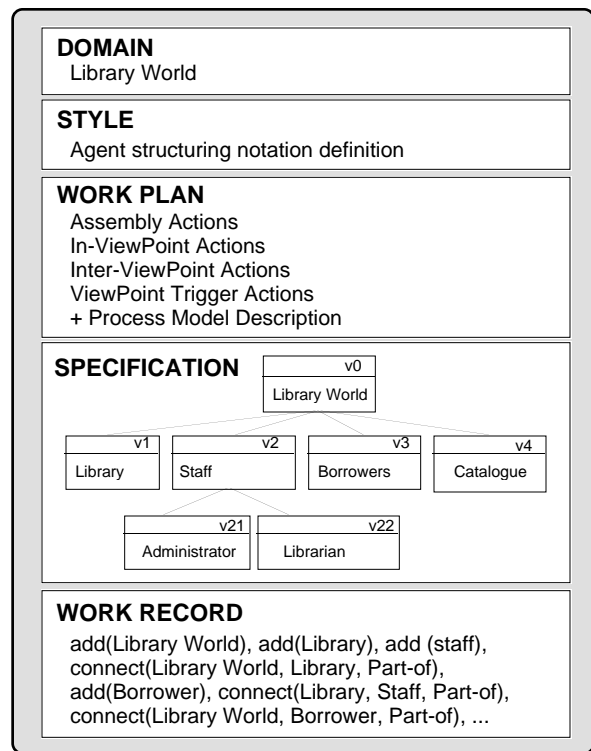 DOMAIN
Library World
STYLE
Agent structuring notation definition
WORK PLAN
Assembly Actions
In-ViewPoint Actions
Inter-ViewPoint Actions
ViewPoint Trigger Actions
+ Process Model Description
SPECIFICATION
v0
Library World
v1
Library
v2
Staff
v3
Borrowers
v4
Catalogue
v21
Administrator
v22
Librarian
WORK RECORD
add(Library World), add(Library), add (staff),
connect(Library World, Library, Part-of),
add(Borrower), connect(Library, Staff, Part-of),
connect(Library World, Borrower, Part-of), ...